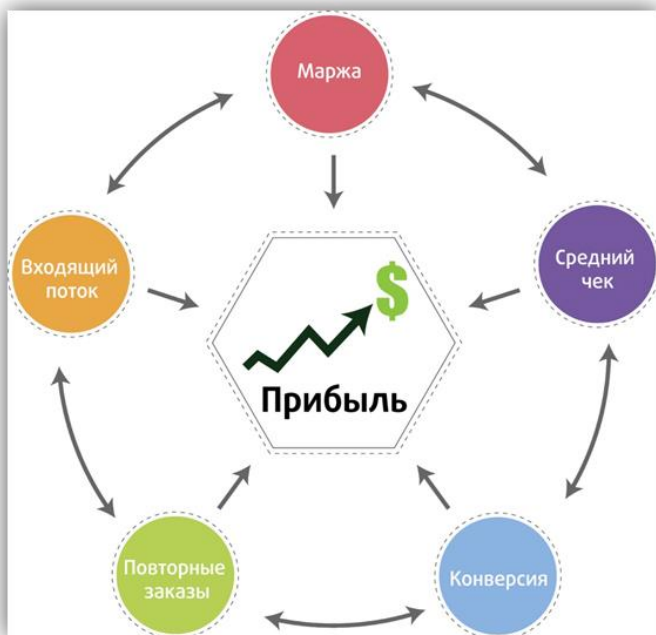 Маржа
Входящий
поток
Средний
чек
$
Прибыль
Повторные
заказы
Конверсия